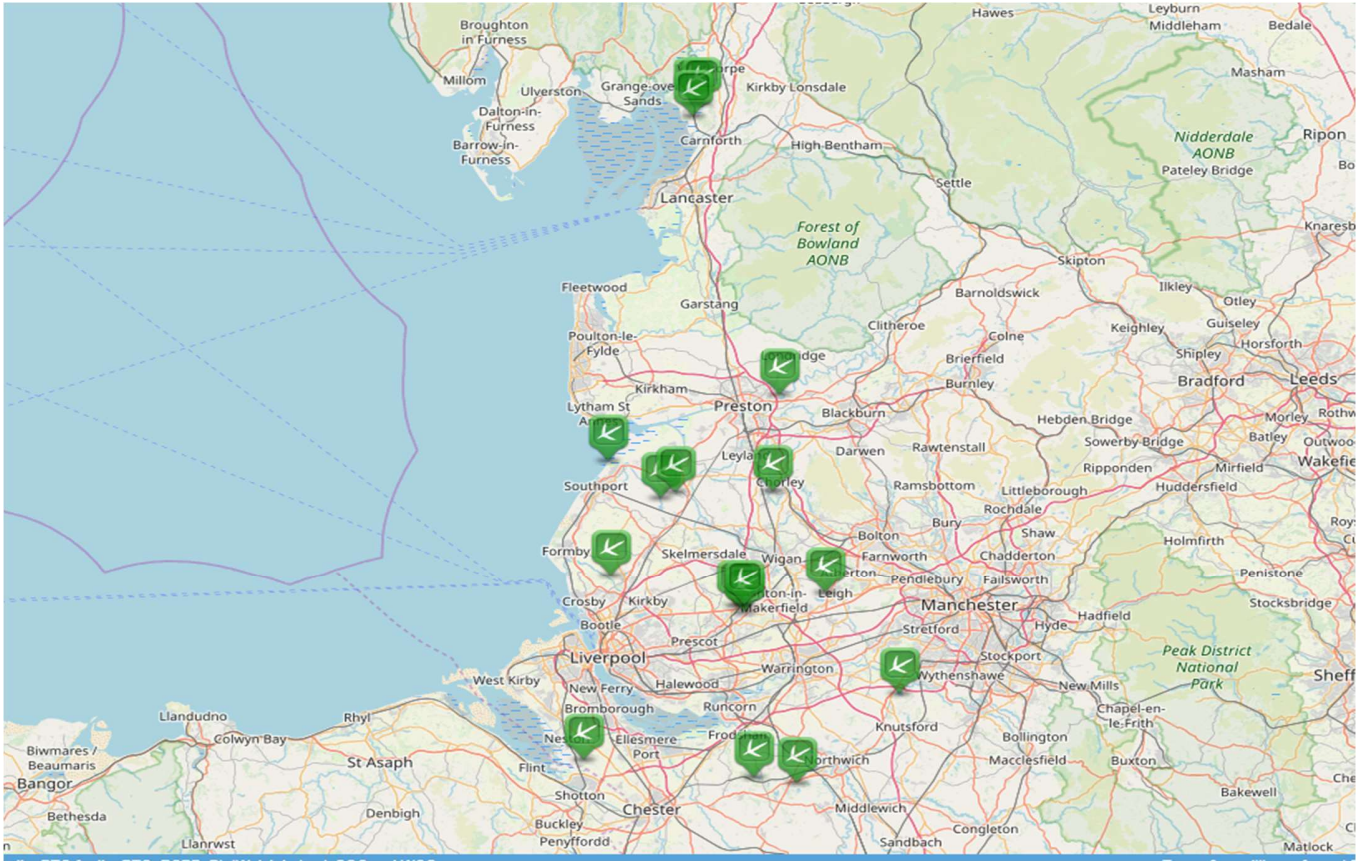 Hawes
Leyburn
Middleham
Bedale
Broughton
in Furness
Masham
Millom
Ulverston
Grange-over
Sands
Kirkby Lonsdale
Dalton-in-
Furness
Nidderdale
AONB
Ripon
Barrow-in-
Furness
Carnforth
High Bentham
Pateley Bridge
Settle
Lancaster
Forest of
Bowland
AONB
Skipton
Fleetwood
Garstang
Barnoldswick
Ilkley
Otley
Clitheroe
Keighley
Guiseley
Poulton-le-
Fylde
Colne
Horsforth
Brierfield
Shipley
Kirkham
Burnley
Bradford
Leeds
Lytham St
Preston
Blackburn
Hebden Bridge
Morley
Rothw
Batley
Outwoo
Leyland
Darwen
Rawtenstall
Sowerby Bridge
Wakefie
Ripponden
Mirfield
Southport
Chorley
Ramsbottom
Littleborough
Huddersfield
Rochdale
Bury
Shaw
Holmfirth
Bolton
Formby
Skelmersdale
Wigan
Farnworth
Chadderton
Pendlebury
Failsworth
Penistone
Crosby
Kirkby
Leigh
Makerfield
Manchester
Stocksbridge
Bootle
Hadfield
Stretford
Hyde
Prescot
Liverpool
Warrington
Stockport
Peak District
National
Park
Sheff
West Kirby
New Ferry
Halewood
Wythenshawe
New Mills
Bromborough
Runcorn
Llandudno
Rhyl
Knutsford
Chapel-en-
le-Frith
Colwyn Bay
Ellesmere
Port
Bollington
Biwmares /
Beaumaris
St Asaph
Flint
Northwich
Macclesfield
Buxton
Bangor
Shotton
Chester
Middlewich
Bakewell
Bethesda
Denbigh
Buckley
Congleton
Penyffordd
Sandbach
Llanrwst
Matlock